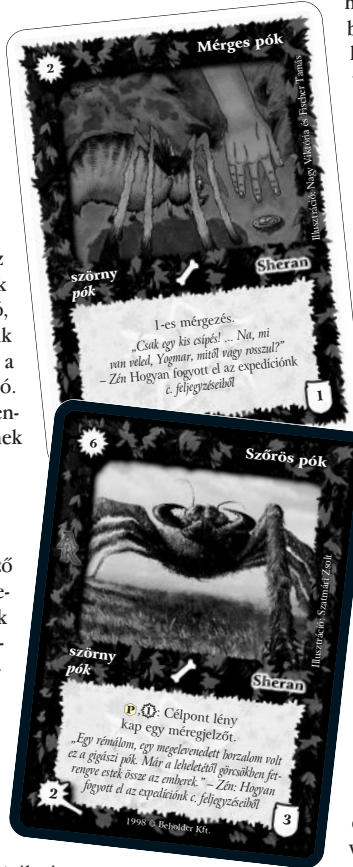 2
Mérges pók
Illusztráció: Nagy Viktória és Fischer Tamás
szörny
pók
Sheran
1-es mérgezés.
„Csak egy kis csípés! ... Na, mi
van veled, Yogmar, mitől vagy rosszul?”
– Zén Hogyan fogyott el az expedíciónk
c. feljegyzéseiből
1
6
Szőrös pók
Illusztráció: Szatmári Zsolt
szörny
pók
Sheran
P, 1: Célpont lény
kap egy méregjelzőt.
„Egy rémálom, egy megelevenedett borzalom volt
ez a gigászi pók. Már a leheletétől görcsökben fet-
rengve estek össze az emberek.” – Zén: Hogyan
fogyott el az expedíciónk c. feljegyzéseiből
2
3
1998 © Beholder Kft.